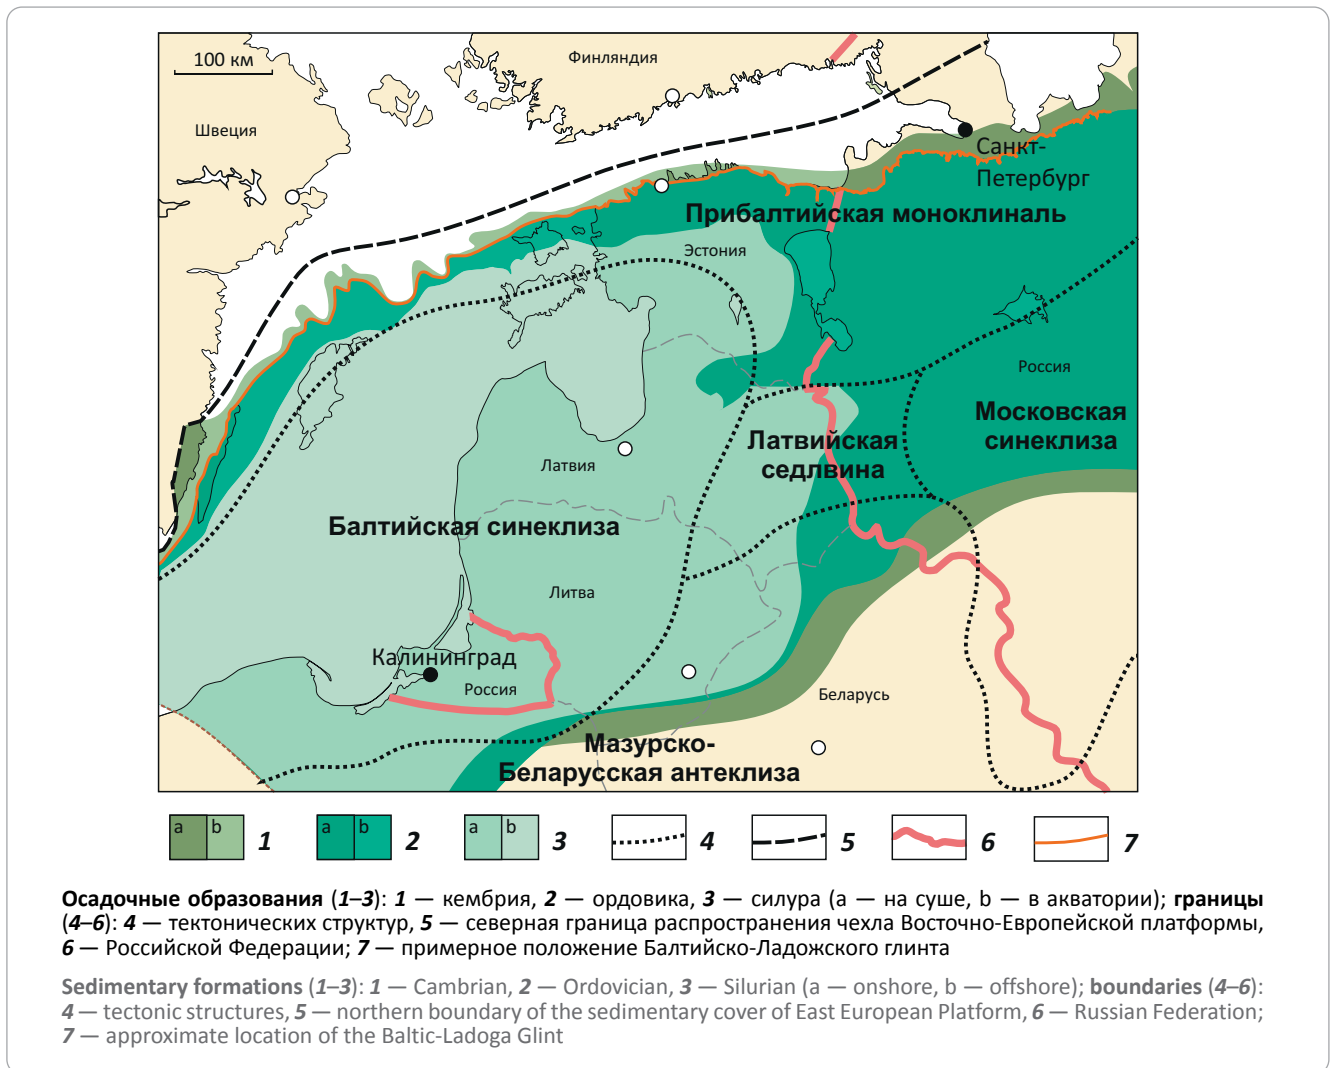 100 км
Финляндия
Швеция
Санкт-
Петербург
Прибалтийская моноклиналь
Эстония
Россия
Московская
синеклиза
Латвийская
седлвина
Латвия
Балтийская синеклиза
Литва
Калининград
Россия
Беларусь
Мазурско-
Беларусская антеклиза
a b 1 a b 2 a b 3 4 5 6 7
Осадочные образования (1–3): 1 — кембрия, 2 — ордовика, 3 — силура (a — на суше, b — в акватории); границы
(4–6): 4 — тектонических структур, 5 — северная граница распространения чехла Восточно-Европейской платформы,
6 — Российской Федерации; 7 — примерное положение Балтийско-Ладожского глинта
Sedimentary formations (1–3): 1 — Cambrian, 2 — Ordovician, 3 — Silurian (a — onshore, b — offshore); boundaries (4–6):
4 — tectonic structures, 5 — northern boundary of the sedimentary cover of East European Platform, 6 — Russian Federation;
7 — approximate location of the Baltic-Ladoga Glint